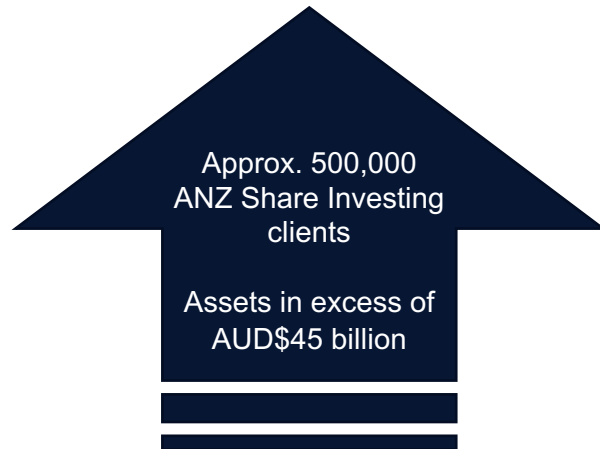 Approx. 500,000
ANZ Share Investing
clients
Assets in excess of
AUD$45 billion